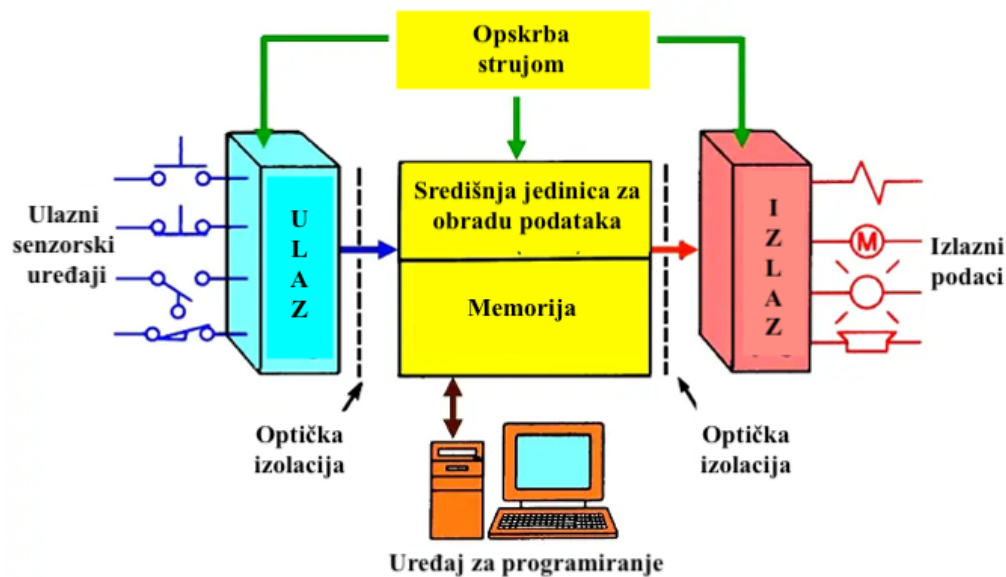 Opskrba
strujom
Ulazni
senzorski
uređaji
U
L
A
Z
Središnja jedinica za
obradu podataka
Memorija
I
Z
L
A
Z
M
Izlazni
podaci
Optička
izolacija
Optička
izolacija
Uređaj za programiranje